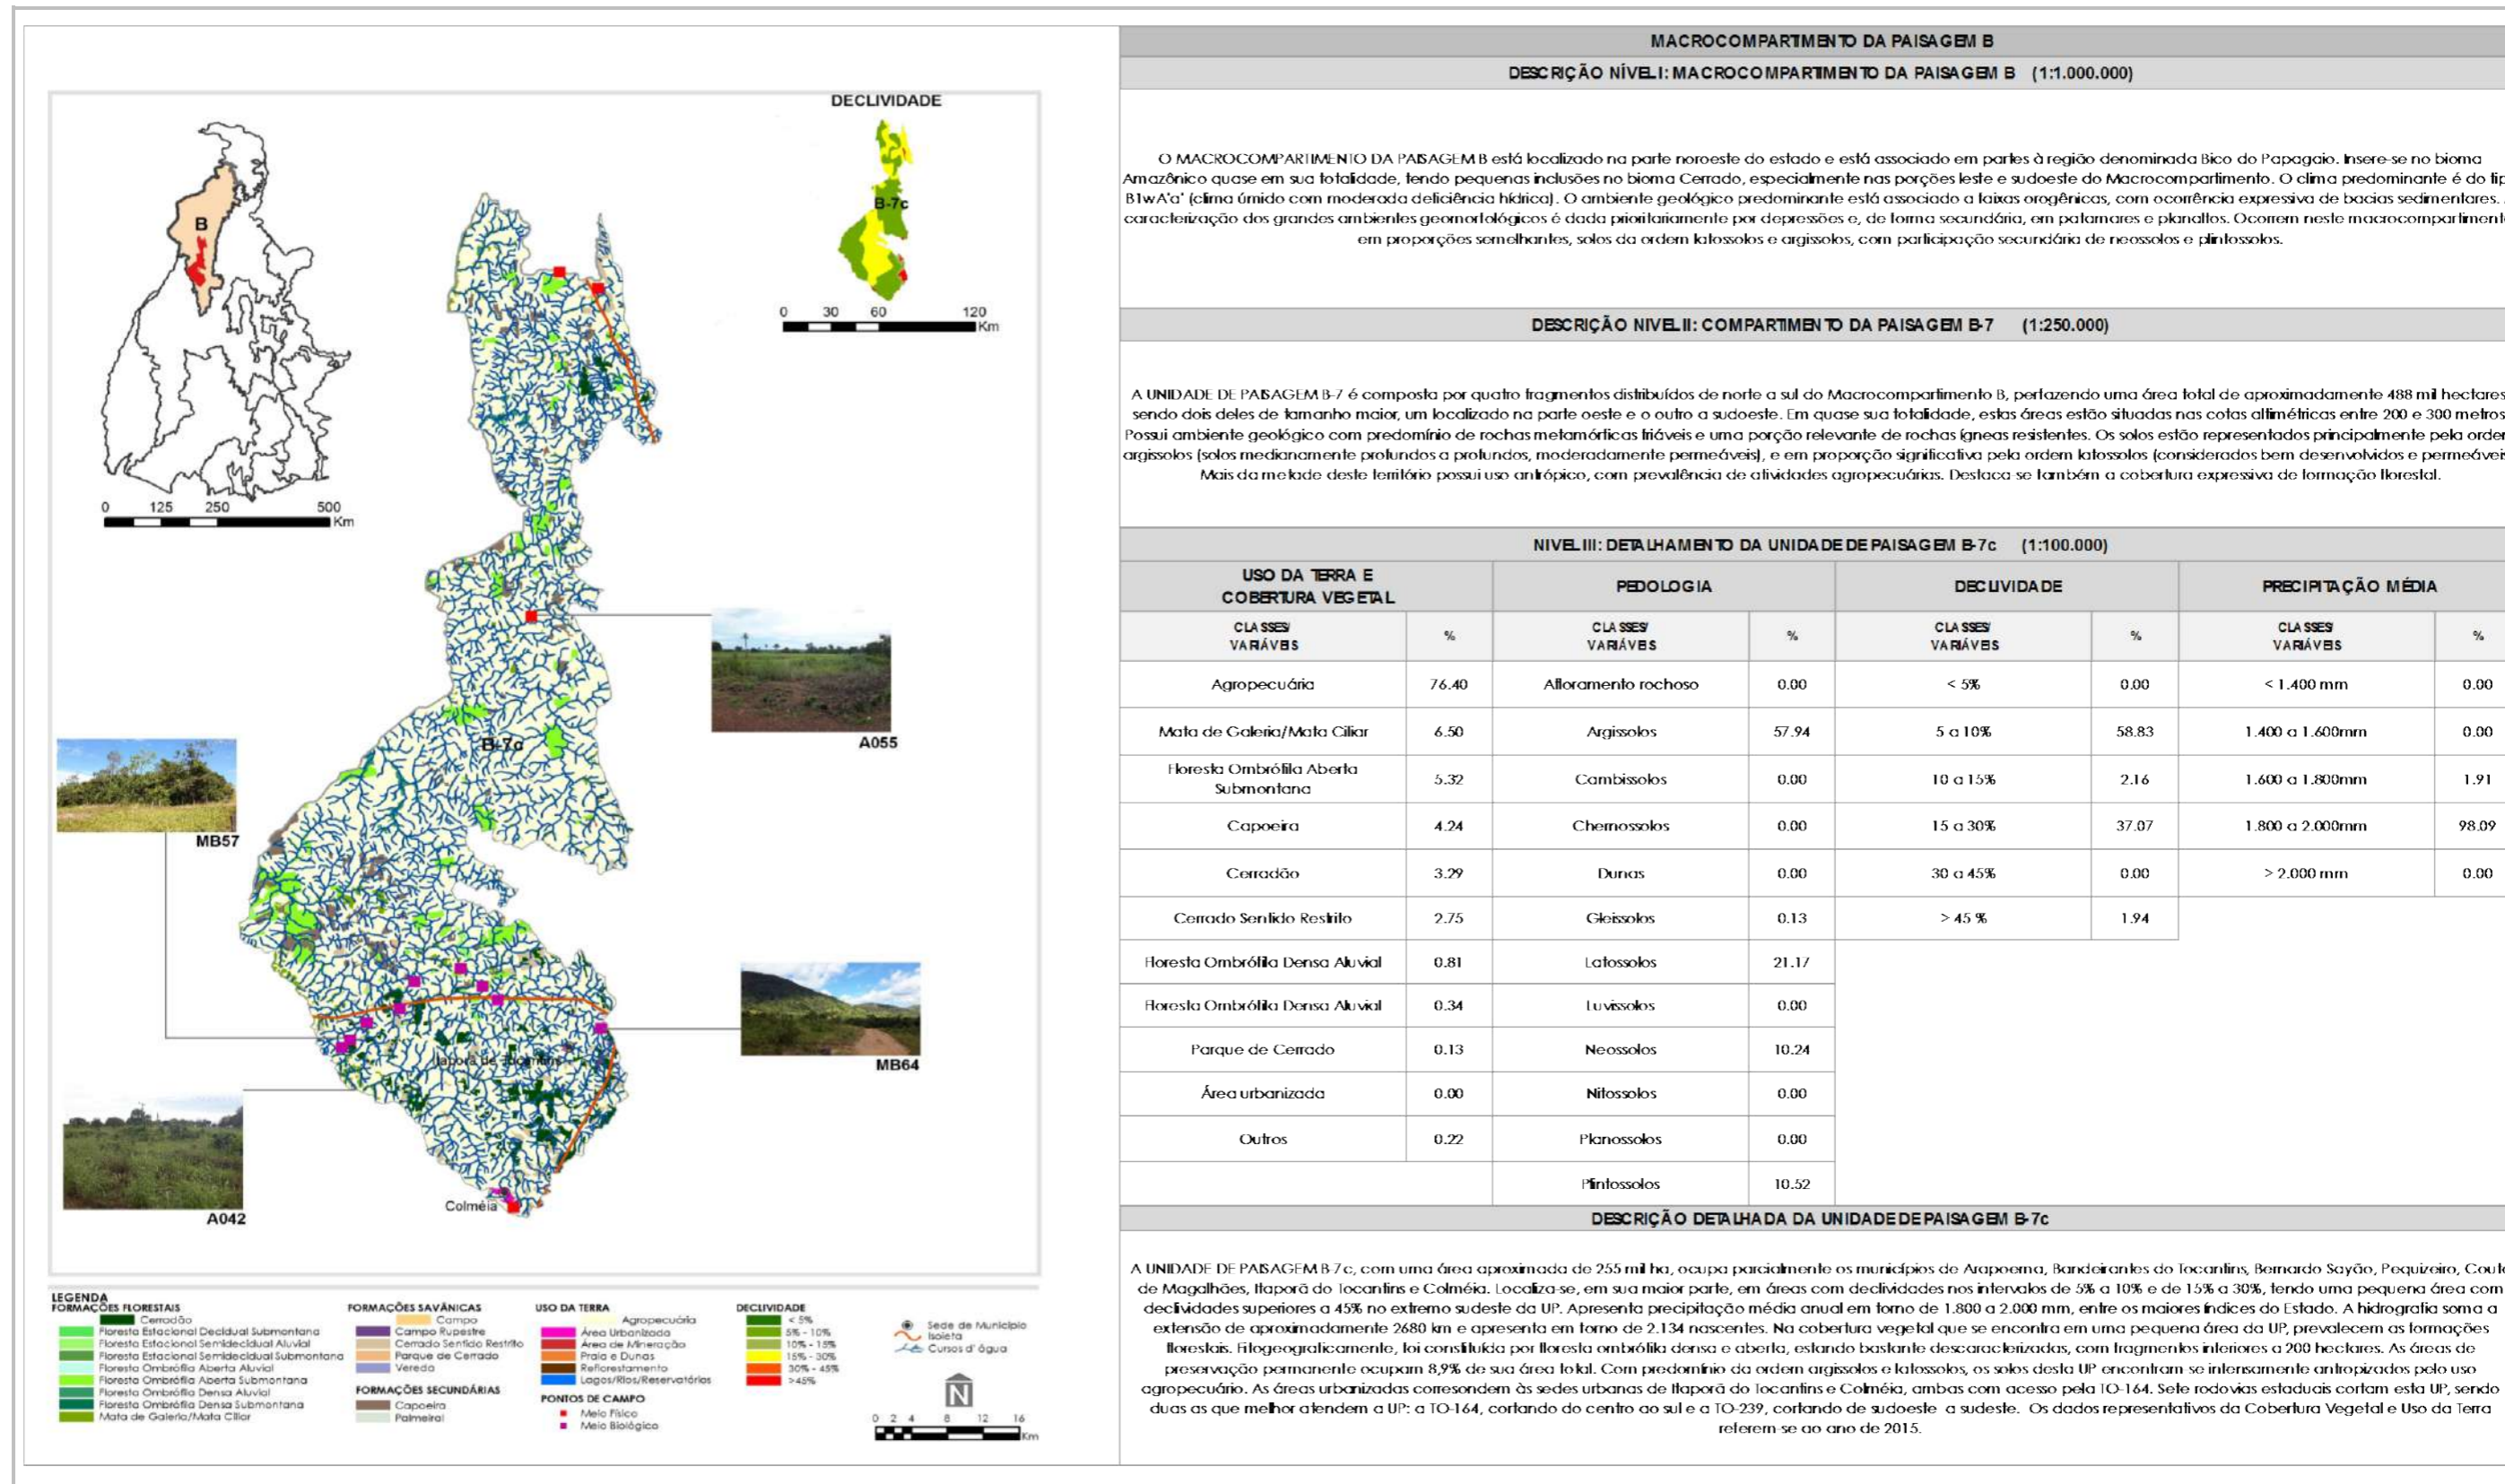 DECLIVIDADE
B-7c
0 30 60 120
Km
B
0 125 250 500
Km
A055
B-7c
MB57
MB64
A042
Colméia
LEGENDA
FORMAÇÕES FLORESTAIS
Cerradão
Floresta Estacional Decidual Submontana
Floresta Estacional Semidecidual Aluvial
Floresta Estacional Semidecidual Submontana
Floresta Ombrófila Aberta Aluvial
Floresta Ombrófila Aberta Submontana
Floresta Ombrófila Densa Aluvial
Floresta Ombrófila Densa Submontana
Mata de Galeria/Mata Ciliar
FORMAÇÕES SAVÂNICAS
Campo
Campo Rupestre
Cerrado Sentido Restrito
Parque de Cerrado
Vereda
FORMAÇÕES SECUNDÁRIAS
Capoeira
Palmeiral
USO DA TERRA
Agropecuária
Área Urbanizada
Área de Mineração
Praia e Dunas
Reflorestamento
Lagos/Rios/Reservatórios
PONTOS DE CAMPO
Meio Físico
Meio Biológico
DECLIVIDADE
< 5%
5% - 10%
10% - 15%
15% - 30%
30% - 45%
>45%
Sede de Município
Isoieta
Cursos d' água
N
0 2 4 8 12 16
Km
MACROCOMPARTIMENTO DA PAISAGEM B
DESCRIÇÃO NÍVEL I: MACROCOMPARTIMENTO DA PAISAGEM B (1:1.000.000)
O MACROCOMPARTIMENTO DA PAISAGEM B está localizado na parte noroeste do estado e está associado em partes à região denominada Bico do Papagaio. Insere-se no bioma
Amazônico quase em sua totalidade, tendo pequenas inclusões no bioma Cerrado, especialmente nas porções leste e sudoeste do Macrocompartimento. O clima predominante é do tip
B1wA'a' (clima úmido com moderada deficiência hídrica). O ambiente geológico predominante está associado a faixas orogênicas, com ocorrência expressiva de bacias sedimentares.
caracterização dos grandes ambientes geomorfológicos é dada prioritariamente por depressões e, de forma secundária, em patamares e planaltos. Ocorrem neste macrocompartiment
em proporções semelhantes, solos da ordem latossolos e argissolos, com participação secundária de neossolos e plintossolos.
DESCRIÇÃO NIVEL II: COMPARTIMENTO DA PAISAGEM B-7 (1:250.000)
A UNIDADE DE PAISAGEM B-7 é composta por quatro fragmentos distribuídos de norte a sul do Macrocompartimento B, perfazendo uma área total de aproximadamente 488 mil hectares
sendo dois deles de tamanho maior, um localizado na parte oeste e o outro a sudoeste. Em quase sua totalidade, estas áreas estão situadas nas cotas altimétricas entre 200 e 300 metros
Possui ambiente geológico com predomínio de rochas metamórficas friáveis e uma porção relevante de rochas ígneas resistentes. Os solos estão representados principalmente pela order
argissolos (solos medianamente profundos a profundos, moderadamente permeáveis), e em proporção significativa pela ordem latossolos (considerados bem desenvolvidos e permeáveis
Mais da metade deste território possui uso antrópico, com prevalência de atividades agropecuárias. Destaca-se também a cobertura expressiva de formação florestal.
NIVEL III: DETALHAMENTO DA UNIDADE DE PAISAGEM B-7c (1:100.000)
USO DA TERRA E COBERTURA VEGETAL PEDOLOGIA DECLIVIDADE PRECIPITAÇÃO MÉDIA
CLASSES/ VARIÁVEIS % CLASSES/ VARIÁVEIS % CLASSES/ VARIÁVEIS % CLASSES/ VARIÁVEIS %
Agropecuária 76.40 Afloramento rochoso 0.00 < 5% 0.00 < 1.400 mm 0.00
Mata de Galeria/Mata Ciliar 6.50 Argissolos 57.94 5 a 10% 58.83 1.400 a 1.600mm 0.00
Floresta Ombrófila Aberta Submontana 5.32 Cambissolos 0.00 10 a 15% 2.16 1.600 a 1.800mm 1.91
Capoeira 4.24 Chernossolos 0.00 15 a 30% 37.07 1.800 a 2.000mm 98.09
Cerradão 3.29 Dunas 0.00 30 a 45% 0.00 > 2.000 mm 0.00
Cerrado Sentido Restrito 2.75 Gleissolos 0.13 > 45 % 1.94
Floresta Ombrófila Densa Aluvial 0.81 Latossolos 21.17
Floresta Ombrófila Densa Aluvial 0.34 Luvissolos 0.00
Parque de Cerrado 0.13 Neossolos 10.24
Área urbanizada 0.00 Nitossolos 0.00
Outros 0.22 Planossolos 0.00
Plintossolos 10.52
DESCRIÇÃO DETALHADA DA UNIDADE DE PAISAGEM B-7c
A UNIDADE DE PAISAGEM B-7c, com uma área aproximada de 255 mil ha, ocupa parcialmente os municípios de Arapoema, Bandeirantes do Tocantins, Bernardo Sayão, Pequizeiro, Couto
de Magalhães, Itaporã do Tocantins e Colméia. Localiza-se, em sua maior parte, em áreas com declividades nos intervalos de 5% a 10% e de 15% a 30%, tendo uma pequena área com
declividades superiores a 45% no extremo sudeste da UP. Apresenta precipitação média anual em torno de 1.800 a 2.000 mm, entre os maiores índices do Estado. A hidrografia soma a
extensão de aproximadamente 2680 km e apresenta em torno de 2.134 nascentes. Na cobertura vegetal que se encontra em uma pequena área da UP, prevalecem as formações
florestais. Fitogeograficamente, foi constituída por floresta ombrófila densa e aberta, estando bastante descaracterizadas, com fragmentos inferiores a 200 hectares. As áreas de
preservação permanente ocupam 8,9% de sua área total. Com predomínio da ordem argissolos e latossolos, os solos desta UP encontram-se intensamente antropizados pelo uso
agropecuário. As áreas urbanizadas corresondem às sedes urbanas de Itaporã do Tocantins e Colméia, ambas com acesso pela TO-164. Sete rodovias estaduais cortam esta UP, sendo
duas as que melhor atendem a UP: a TO-164, cortando do centro ao sul e a TO-239, cortando de sudoeste a sudeste. Os dados representativos da Cobertura Vegetal e Uso da Terra
referem-se ao ano de 2015.